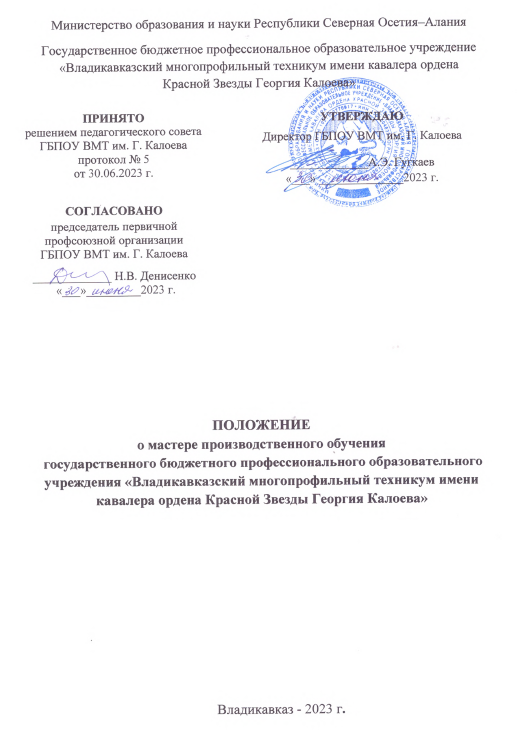 Министерство образования и науки Республики Северная Осетия–Алания
Государственное бюджетное профессиональное образовательное учреждение
«Владикавказский многопрофильный техникум имени кавалера ордена
Красной Звезды Георгия Калоева»
ПРИНЯТО
решением педагогического совета
ГБПОУ ВМТ им. Г. Калоева
протокол № 5
от 30.06.2023 г.
УТВЕРЖДАЮ
Директор ГБПОУ ВМТ им. Г. Калоева
А.Э. Гуткаев
«30» июня 2023 г.
СОГЛАСОВАНО
председатель первичной
профсоюзной организации
ГБПОУ ВМТ им. Г. Калоева
Н.В. Денисенко
«30» июня 2023 г.
ПОЛОЖЕНИЕ
о мастере производственного обучения
государственного бюджетного профессионального образовательного
учреждения «Владикавказский многопрофильный техникум имени
кавалера ордена Красной Звезды Георгия Калоева»
Владикавказ - 2023 г.